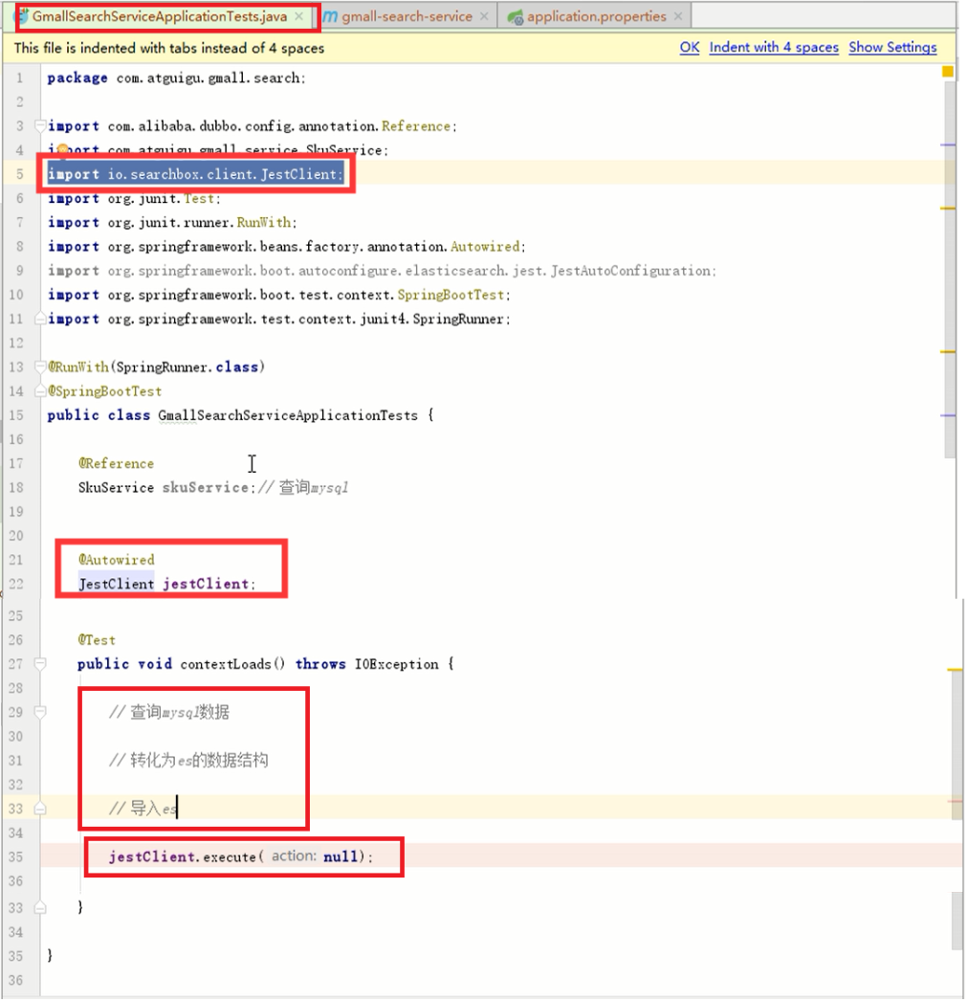 GmallSearchServiceApplicationTests.java × m gmall-search-service × application.properties ×
This file is indented with tabs instead of 4 spaces OK Indent with 4 spaces Show Settings
1 package com.atguigu.gmall.search;
2
3 import com.alibaba.dubbo.config.annotation.Reference;
4 import com.atguigu.gmall.service.SkuService;
5 import io.searchbox.client.JestClient;
6 import org.junit.Test;
7 import org.junit.runner.RunWith;
8 import org.springframework.beans.factory.annotation.Autowired;
9 import org.springframework.boot.autoconfigure.elasticsearch.jest.JestAutoConfiguration;
10 import org.springframework.boot.test.context.SpringBootTest;
11 import org.springframework.test.context.junit4.SpringRunner;
12
13 @RunWith(SpringRunner.class)
14 @SpringBootTest
15 public class GmallSearchServiceApplicationTests {
16
17 @Reference
18 SkuService skuService;// 查询mysql
19
20
21 @Autowired
22 JestClient jestClient;
25
26 @Test
27 public void contextLoads() throws IOException {
28
29 // 查询mysql数据
30
31 // 转化为es的数据结构
32
33 // 导入es
34
35 jestClient.execute( action: null);
36
33 }
34
35 }
36